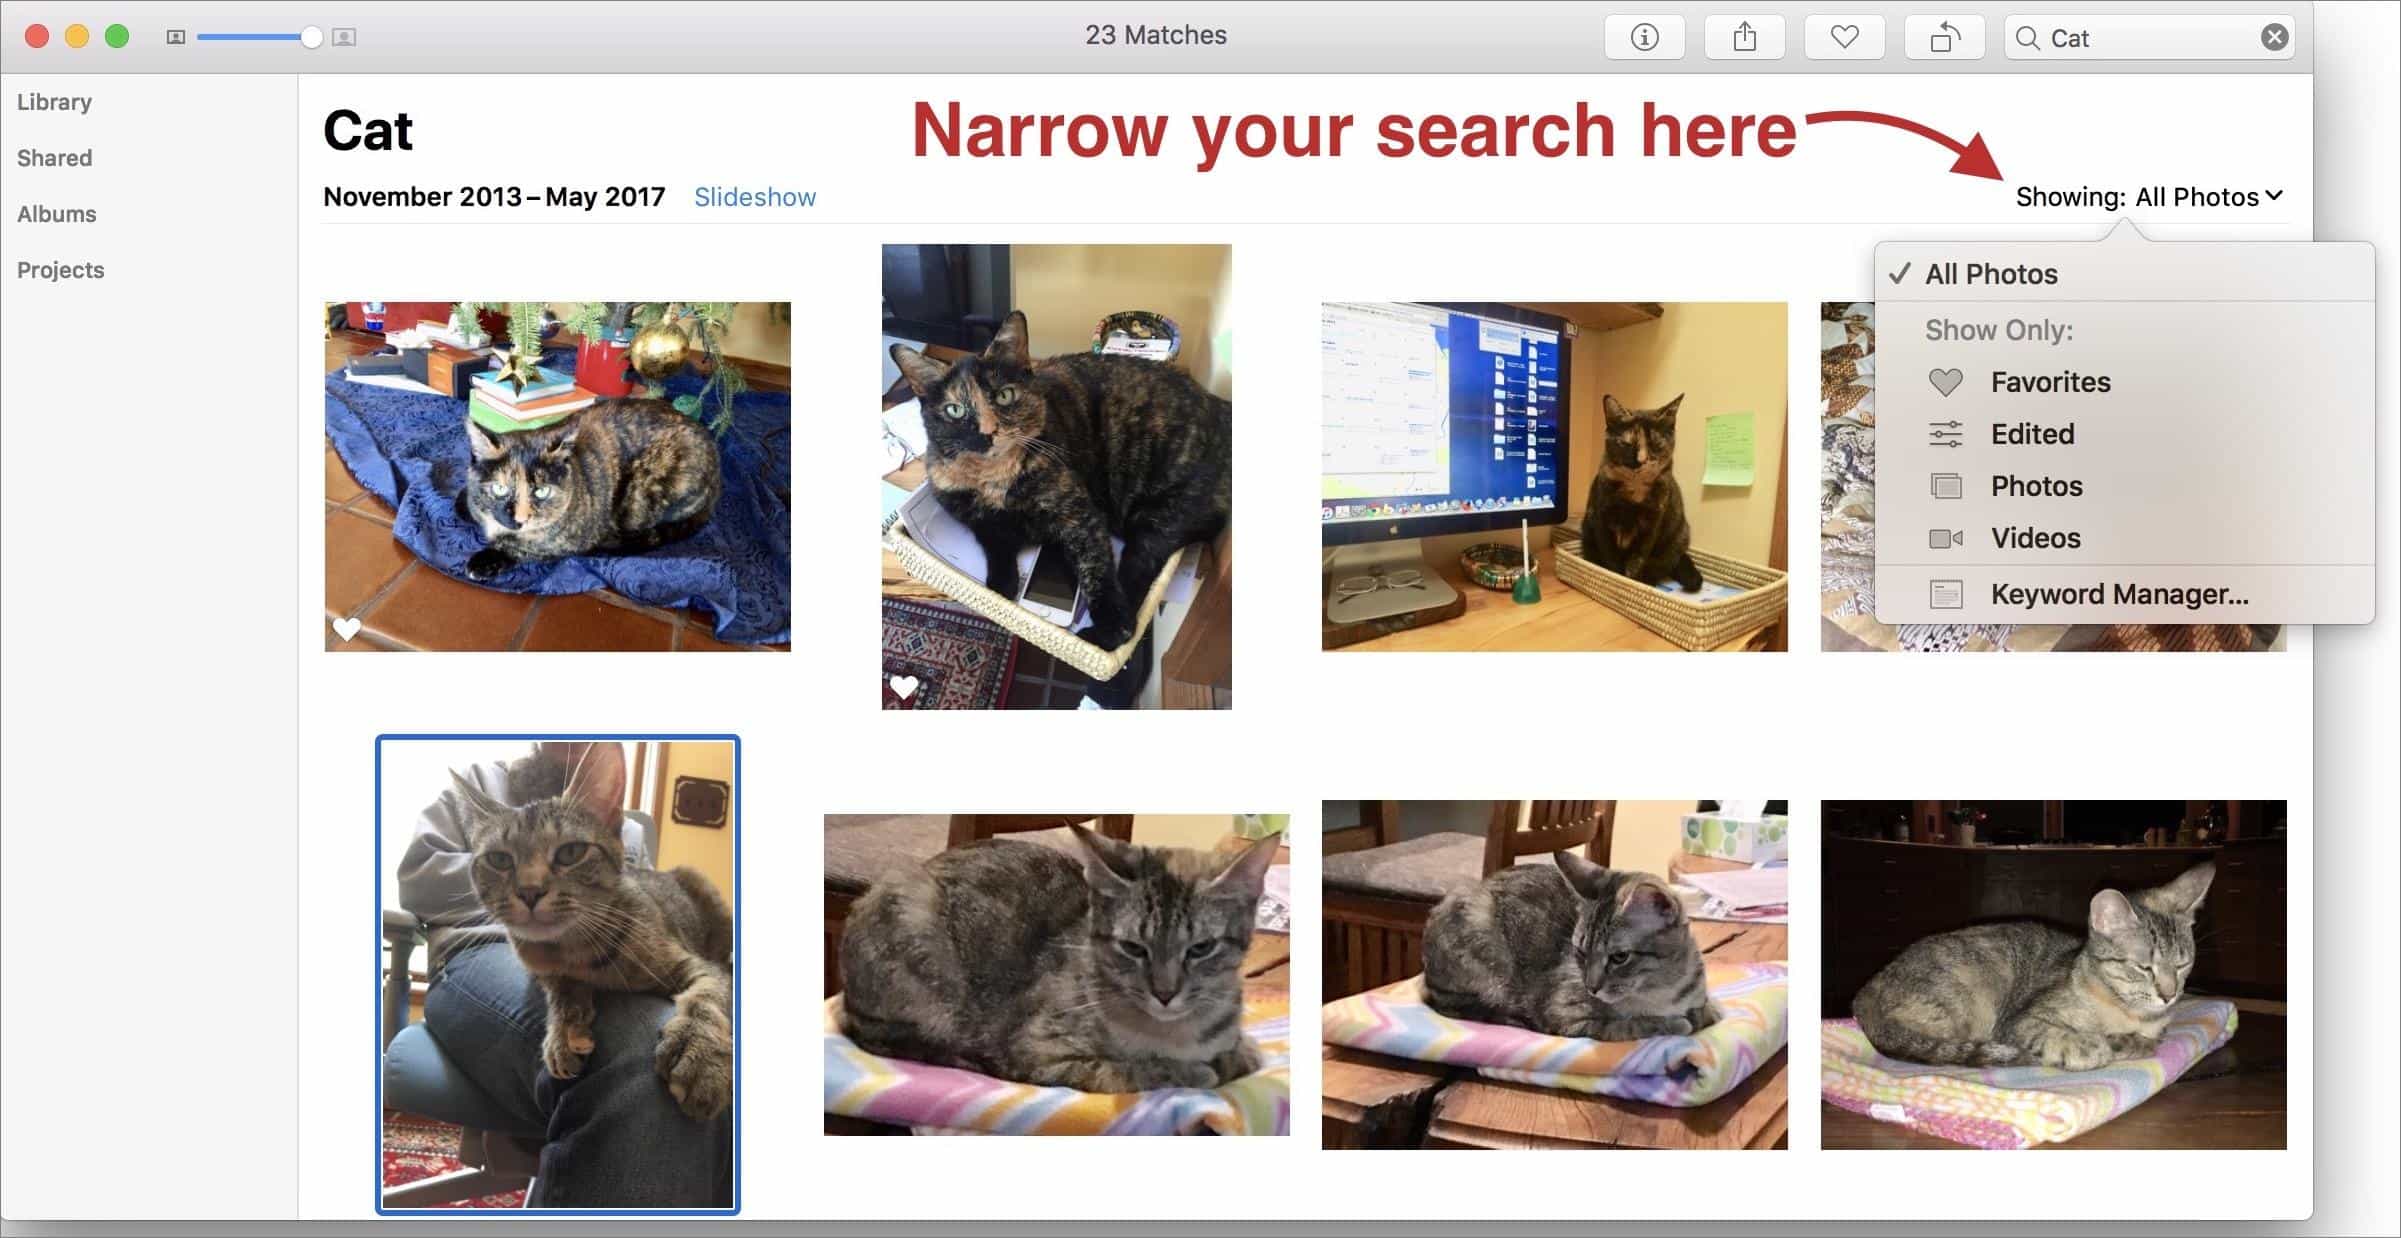 23 Matches
Cat
Library
Shared
Albums
Projects
Cat
Narrow your search here
November 2013 – May 2017 Slideshow
Showing: All Photos
All Photos
Show Only:
Favorites
Edited
Photos
Videos
Keyword Manager...